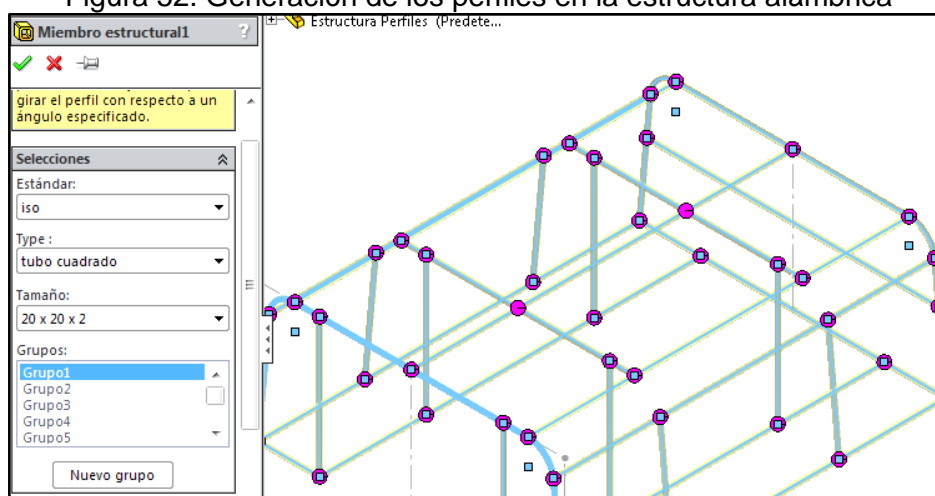 Figura 52. Generación de los perfiles en la estructura alámbrica
Miembro estructural1
?
girar el perfil con respecto a un
ángulo especificado.
Selecciones
Estándar:
iso
Type :
tubo cuadrado
Tamaño:
20 x 20 x 2
Grupos:
Grupo1
Grupo2
Grupo3
Grupo4
Grupo5
Nuevo grupo
Estructura Perfiles (Predete...